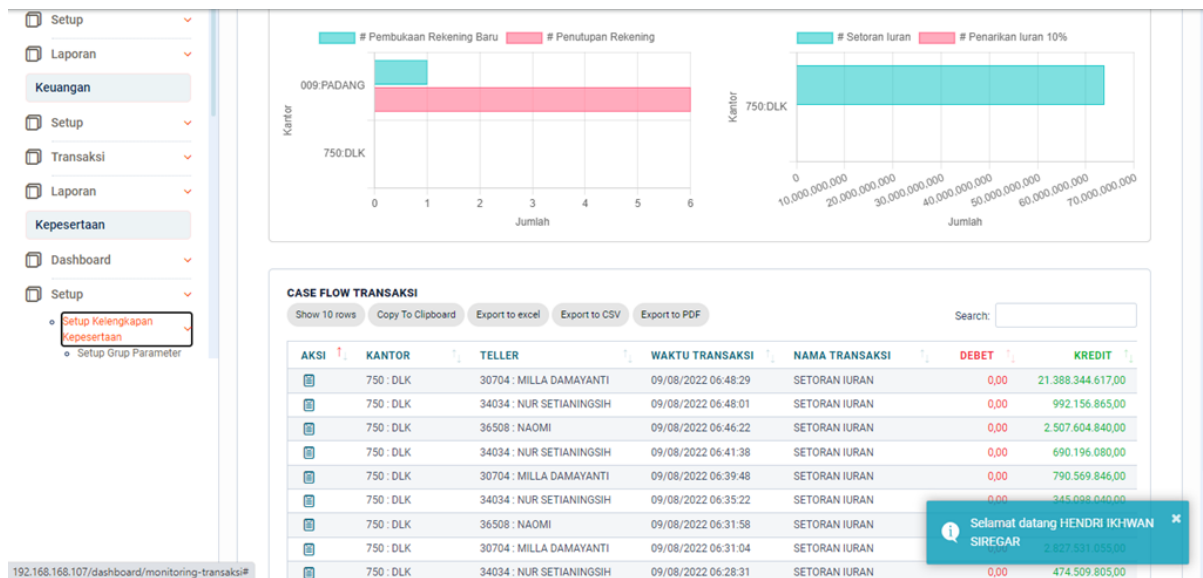 Setup
Laporan
Keuangan
Setup
Transaksi
Laporan
Kepesertaan
Dashboard
Setup
Setup Kelengkapan
Kepesertaan
Setup Grup Parameter
# Pembukaan Rekening Baru # Penutupan Rekening
Kantor
009:PADANG
750:DLK
0 1 2 3 4 5 6
Jumlah
# Setoran Iuran # Penarikan Iuran 10%
Kantor
750:DLK
0 10,000,000,000 20,000,000,000 30,000,000,000 40,000,000,000 50,000,000,000 60,000,000,000 70,000,000,000
Jumlah
CASE FLOW TRANSAKSI
Show 10 rows Copy To Clipboard Export to excel Export to CSV Export to PDF Search:
AKSI KANTOR TELLER WAKTU TRANSAKSI NAMA TRANSAKSI DEBET KREDIT
750 : DLK 30704 : MILLA DAMAYANTI 09/08/2022 06:48:29 SETORAN IURAN 0,00 21.388.344.617,00
750 : DLK 34034 : NUR SETIANINGSIH 09/08/2022 06:48:01 SETORAN IURAN 0,00 992.156.865,00
750 : DLK 36508 : NAOMI 09/08/2022 06:46:22 SETORAN IURAN 0,00 2.507.604.840,00
750 : DLK 34034 : NUR SETIANINGSIH 09/08/2022 06:41:38 SETORAN IURAN 0,00 690.196.080,00
750 : DLK 30704 : MILLA DAMAYANTI 09/08/2022 06:39:48 SETORAN IURAN 0,00 790.569.846,00
750 : DLK 34034 : NUR SETIANINGSIH 09/08/2022 06:35:22 SETORAN IURAN 0,00 345.098.040,00
750 : DLK 36508 : NAOMI 09/08/2022 06:31:58 SETORAN IURAN
750 : DLK 30704 : MILLA DAMAYANTI 09/08/2022 06:31:04 SETORAN IURAN 0,00 2.827.531.055,00
750 : DLK 34034 : NUR SETIANINGSIH 09/08/2022 06:28:31 SETORAN IURAN 0,00 474.509.805,00
Selamat datang HENDRI IKHWAN
SIREGAR
×
192.168.168.107/dashboard/monitoring-transaksi#